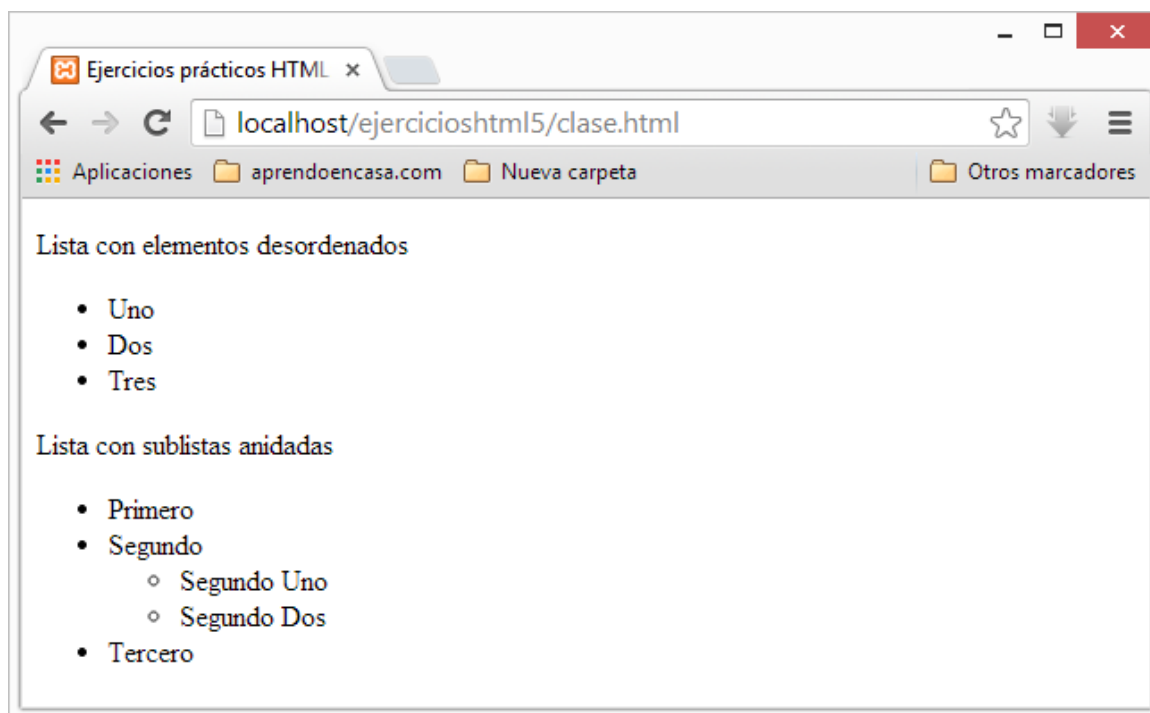 Ejercicios prácticos HTML
localhost/ejercicioshtml5/clase.html
Aplicaciones aprendoencasa.com Nueva carpeta Otros marcadores
Lista con elementos desordenados
Uno
Dos
Tres
Lista con sublistas anidadas
Primero
Segundo
Segundo Uno
Segundo Dos
Tercero